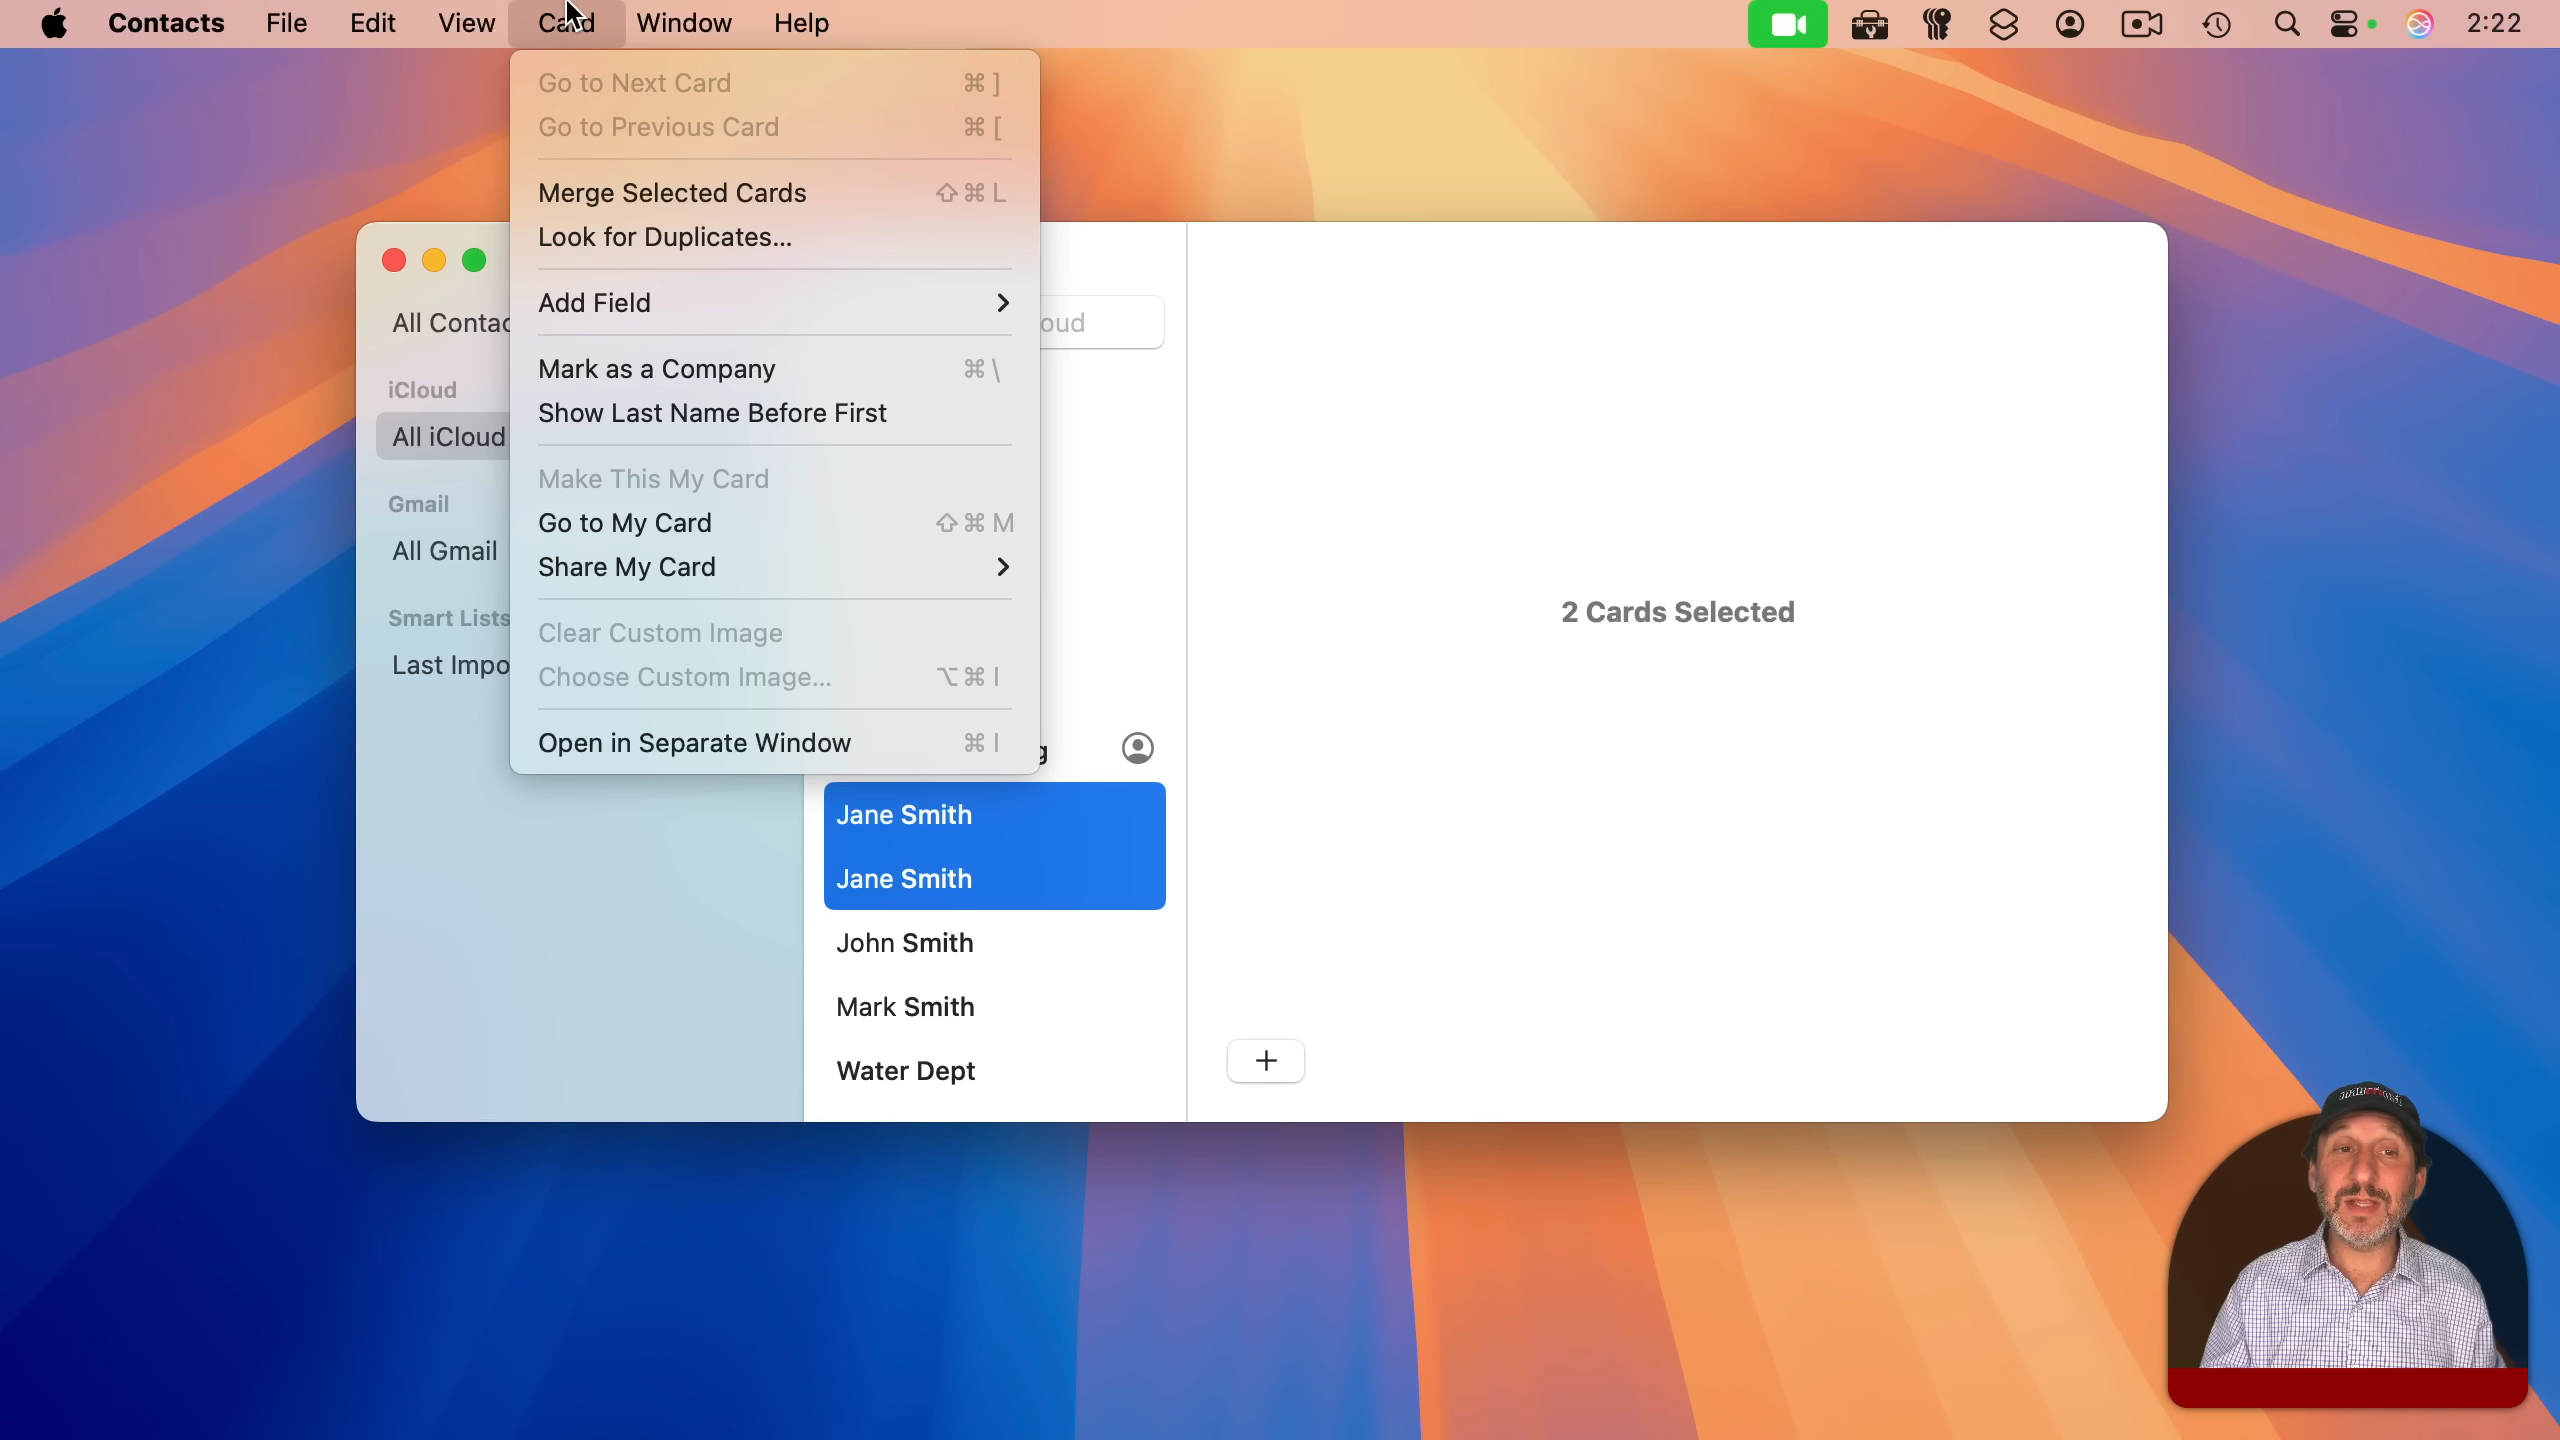 Contacts File Edit View Card Window Help 2:22
Go to Next Card ⌘ ]
Go to Previous Card ⌘ [
Merge Selected Cards ⇧ ⌘ L
Look for Duplicates...
Add Field
Mark as a Company ⌘ \
Show Last Name Before First
Make This My Card
Go to My Card ⇧ ⌘ M
Share My Card
Clear Custom Image
Choose Custom Image... ⌥ ⌘ I
Open in Separate Window ⌘ I
All Contac
iCloud
All iCloud
Gmail
All Gmail
Smart Lists
Last Impo
oud
g
Jane Smith
Jane Smith
John Smith
Mark Smith
Water Dept
2 Cards Selected
+